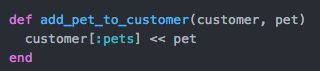 def add_pet_to_customer(customer, pet)
  customer[:pets] << pet
end